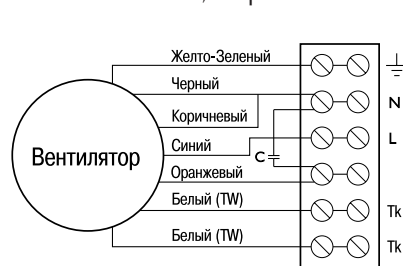 Желто-Зеленый
Черный
N
Коричневый
Синий
L
C
Вентилятор
Оранжевый
Белый (TW)
Tk
Белый (TW)
Tk